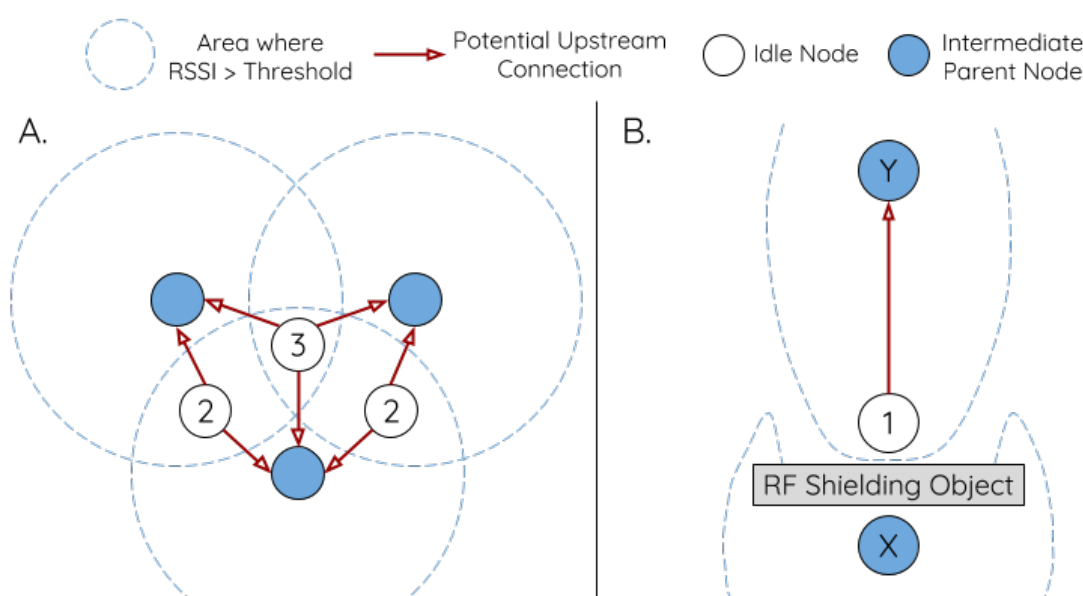 Area where
RSSI > Threshold
Potential Upstream
Connection
Idle Node
Intermediate
Parent Node
A.
3
2
2
B.
Y
1
RF Shielding Object
X